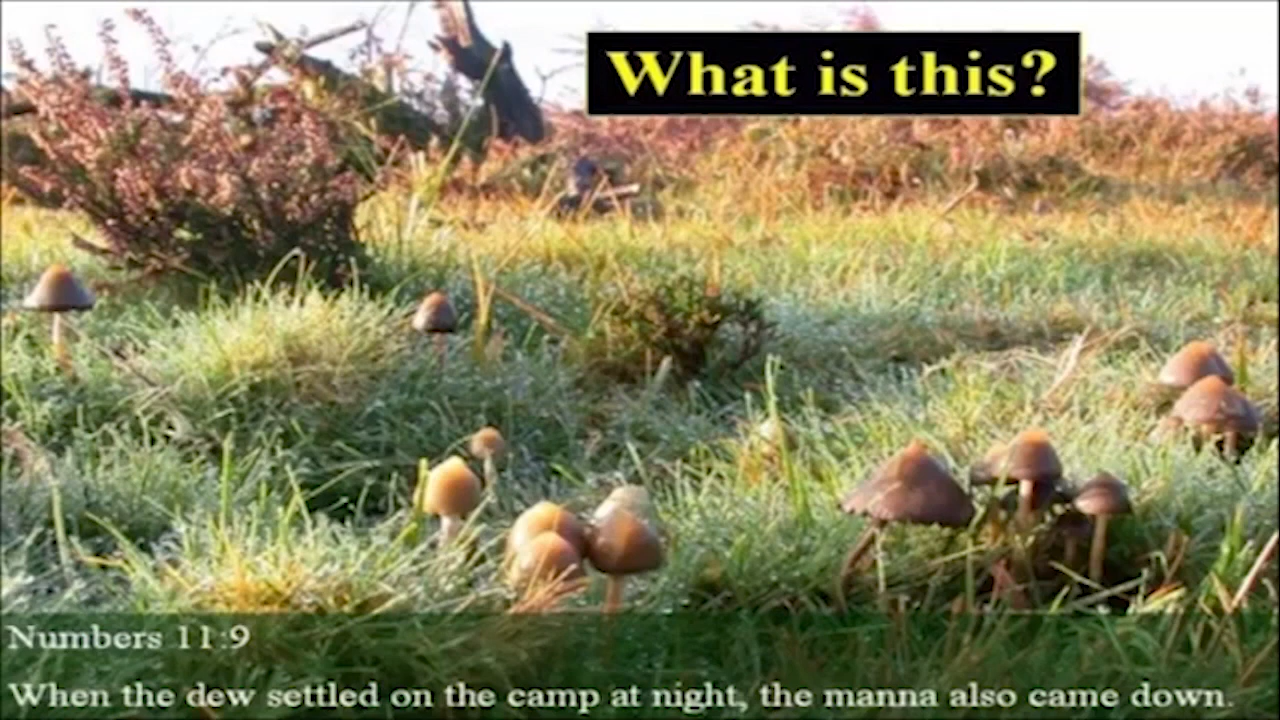 What is this?
Numbers 11:9
When the dew settled on the camp at night, the manna also came down.